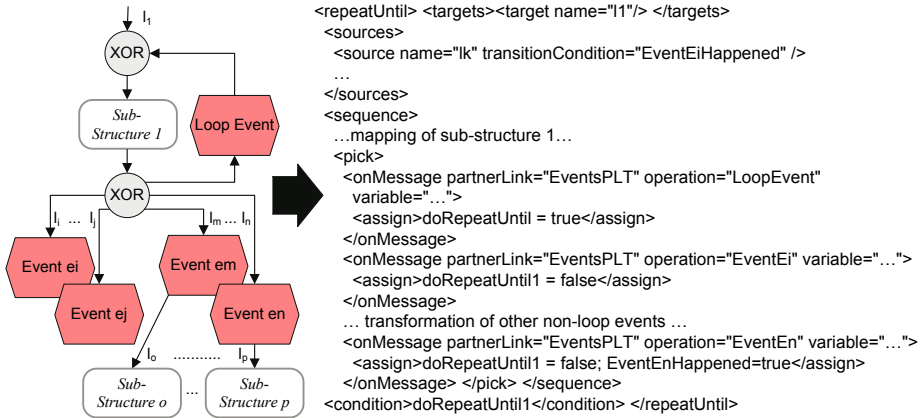 l1
XOR
Sub-
Structure 1
Loop Event
XOR
li ... lj
lm ... ln
Event ei
Event ej
Event em
Event en
lo ........... lp
Sub-
Structure o
...
Sub-
Structure p
<repeatUntil> <targets><target name="l1"/> </targets>
<sources>
<source name="lk" transitionCondition="EventEiHappened" />
…
</sources>
<sequence>
…mapping of sub-structure 1…
<pick>
<onMessage partnerLink="EventsPLT" operation="LoopEvent"
variable="…">
<assign>doRepeatUntil = true</assign>
</onMessage>
<onMessage partnerLink="EventsPLT" operation="EventEi" variable="…">
<assign>doRepeatUntil1 = false</assign>
</onMessage>
… transformation of other non-loop events …
<onMessage partnerLink="EventsPLT" operation="EventEn" variable="…">
<assign>doRepeatUntil1 = false; EventEnHappened=true</assign>
</onMessage> </pick> </sequence>
<condition>doRepeatUntil1</condition> </repeatUntil>